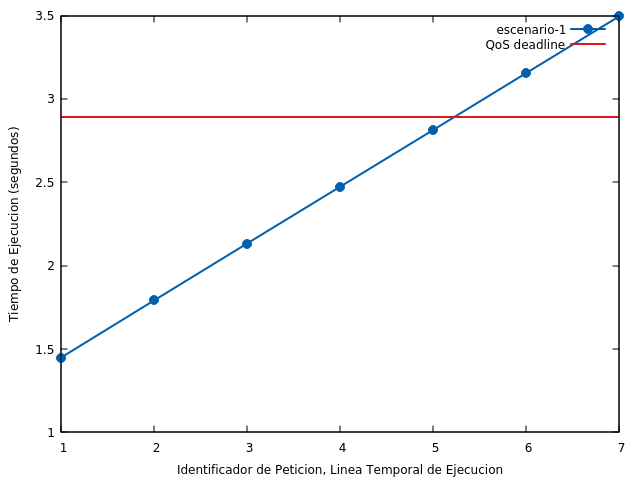 3.5
3
2.5
2
1.5
1
1 2 3 4 5 6 7
Tiempo de Ejecucion (segundos)
Identificador de Peticion, Linea Temporal de Ejecucion
escenario-1
QoS deadline